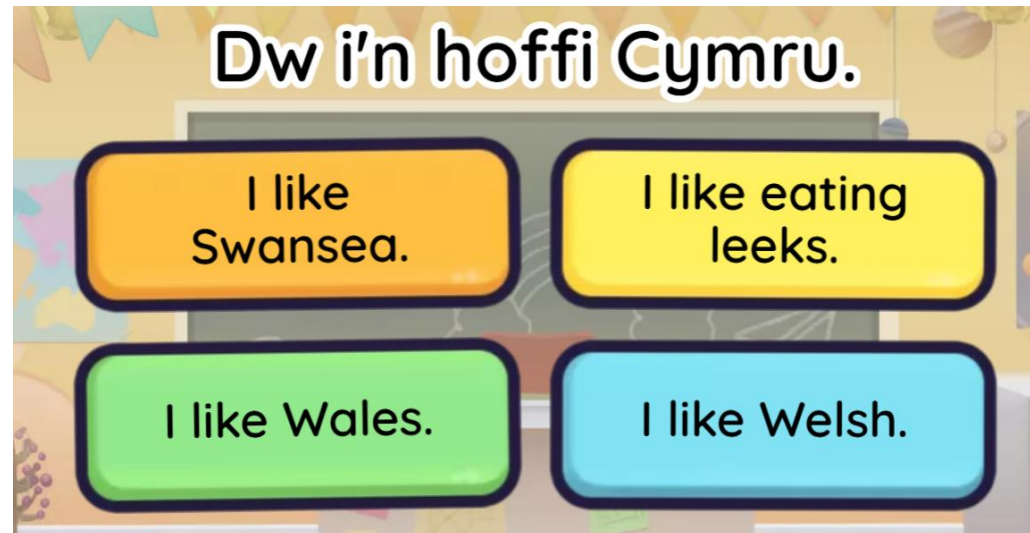 Dw i'n hoffi Cymru.
I like
Swansea.
I like eating
leeks.
I like Wales.
I like Welsh.